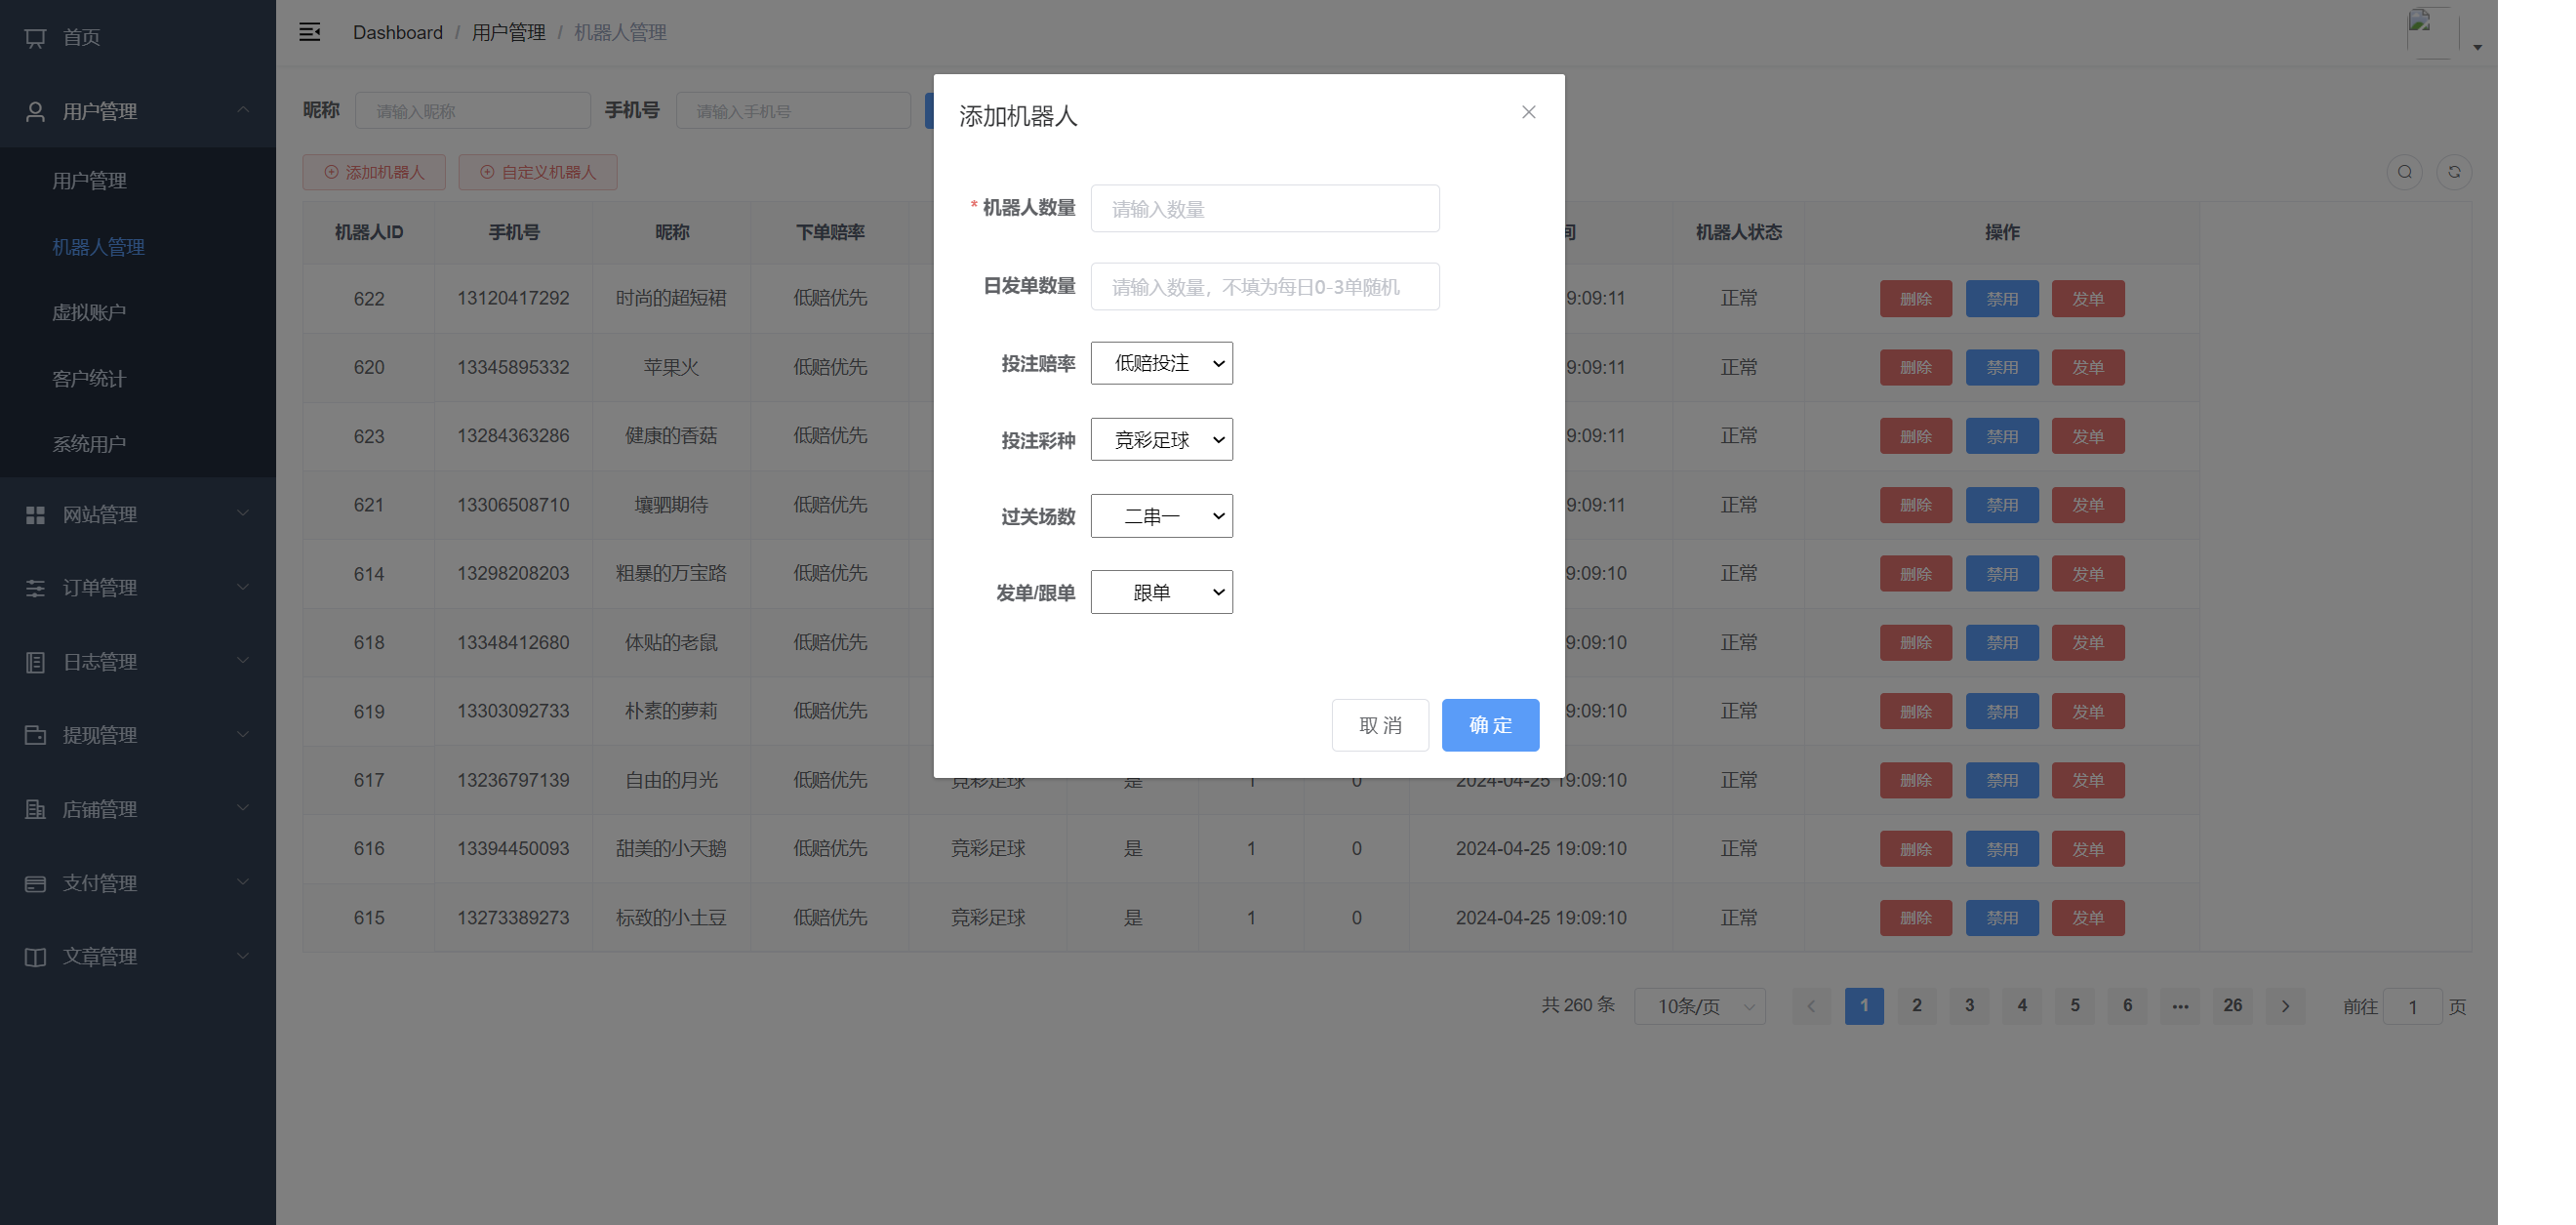 首页
用户管理
用户管理
机器人管理
虚拟账户
客户统计
系统用户
网站管理
订单管理
日志管理
提现管理
店铺管理
支付管理
文章管理
Dashboard / 用户管理 / 机器人管理
昵称 请输入昵称 手机号 请输入手机号
添加机器人 自定义机器人
机器人ID 手机号 昵称 下单赔率 间 机器人状态 操作
622 13120417292 时尚的超短裙 低赔优先 9:09:11 正常 删除 禁用 发单
620 13345895332 苹果火 低赔优先 9:09:11 正常 删除 禁用 发单
623 13284363286 健康的香菇 低赔优先 9:09:11 正常 删除 禁用 发单
621 13306508710 壤驷期待 低赔优先 9:09:11 正常 删除 禁用 发单
614 13298208203 粗暴的万宝路 低赔优先 9:09:10 正常 删除 禁用 发单
618 13348412680 体贴的老鼠 低赔优先 9:09:10 正常 删除 禁用 发单
619 13303092733 朴素的萝莉 低赔优先 9:09:10 正常 删除 禁用 发单
617 13236797139 自由的月光 低赔优先 竞彩足球 是 1 0 2024-04-25 19:09:10 正常 删除 禁用 发单
616 13394450093 甜美的小天鹅 低赔优先 竞彩足球 是 1 0 2024-04-25 19:09:10 正常 删除 禁用 发单
615 13273389273 标致的小土豆 低赔优先 竞彩足球 是 1 0 2024-04-25 19:09:10 正常 删除 禁用 发单
共 260 条 10条/页 1 2 3 4 5 6 ••• 26 前往 1 页
添加机器人
* 机器人数量 请输入数量
日发单数量 请输入数量，不填为每日0-3单随机
投注赔率 低赔投注
投注彩种 竞彩足球
过关场数 二串一
发单/跟单 跟单
取 消 确 定